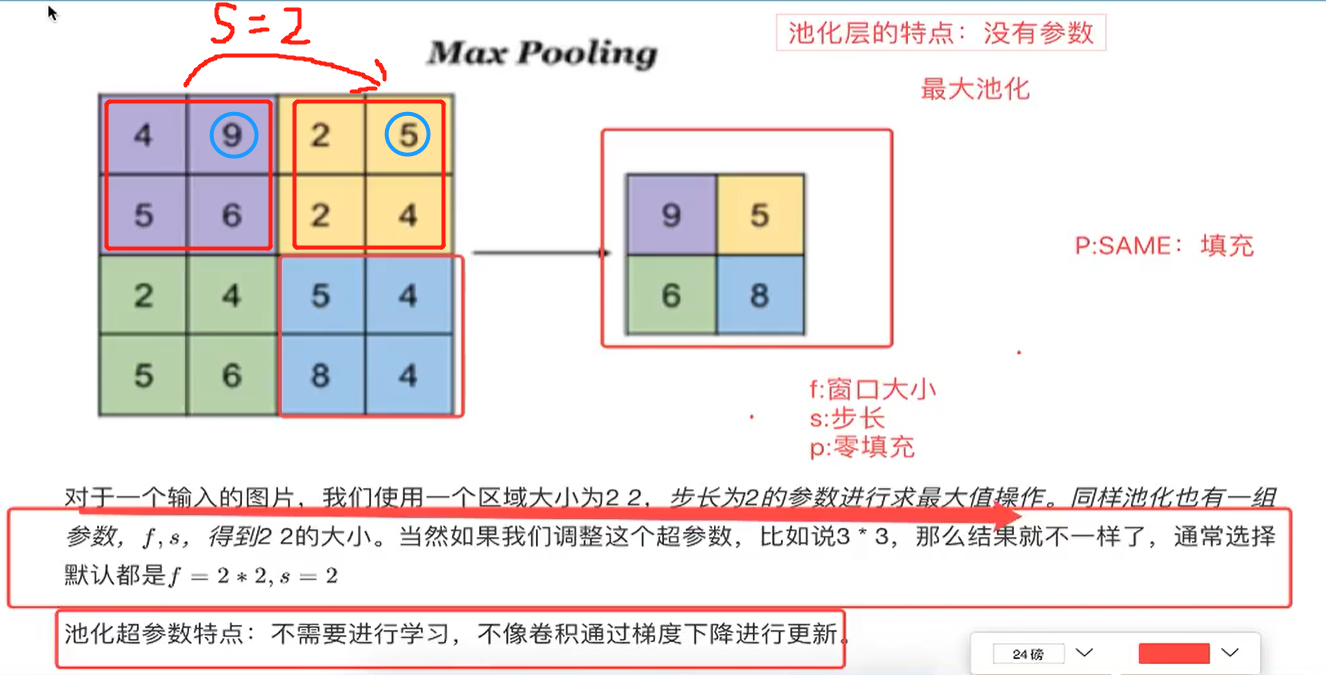 S=2
Max Pooling
池化层的特点：没有参数
最大池化
4 9 2 5
5 6 2 4
2 4 5 4
5 6 8 4
9 5
6 8
P:SAME：填充
f:窗口大小
s:步长
p:零填充
对于一个输入的图片，我们使用一个区域大小为2 2，步长为2的参数进行求最大值操作。同样池化也有一组
参数，f, s，得到2 2的大小。当然如果我们调整这个超参数，比如说3 * 3，那么结果就不一样了，通常选择
默认都是f = 2 ∗ 2, s = 2
池化超参数特点：不需要进行学习，不像卷积通过梯度下降进行更新。
24 磅